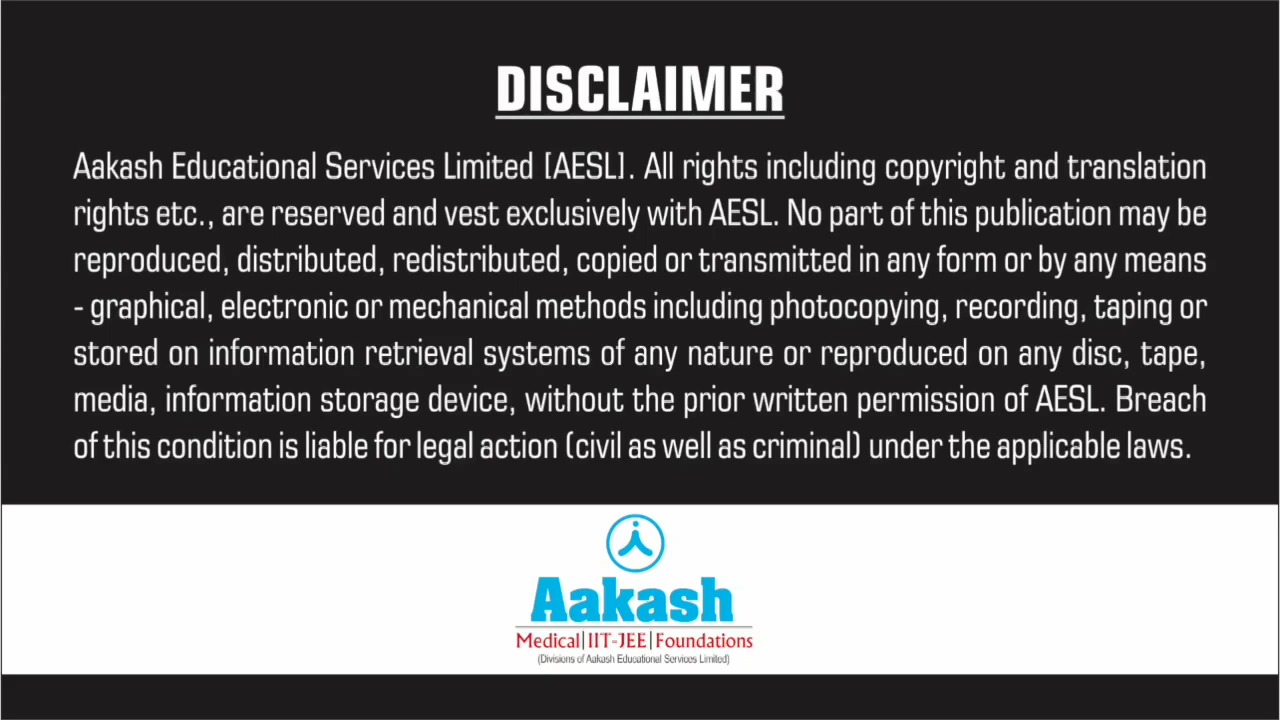 DISCLAIMER
Aakash Educational Services Limited [AESL]. All rights including copyright and translation
rights etc., are reserved and vest exclusively with AESL. No part of this publication may be
reproduced, distributed, redistributed, copied or transmitted in any form or by any means
- graphical, electronic or mechanical methods including photocopying, recording, taping or
stored on information retrieval systems of any nature or reproduced on any disc, tape,
media, information storage device, without the prior written permission of AESL. Breach
of this condition is liable for legal action (civil as well as criminal) under the applicable laws.
Aakash
Medical|IIT-JEE|Foundations
(Divisions of Aakash Educational Services Limited)